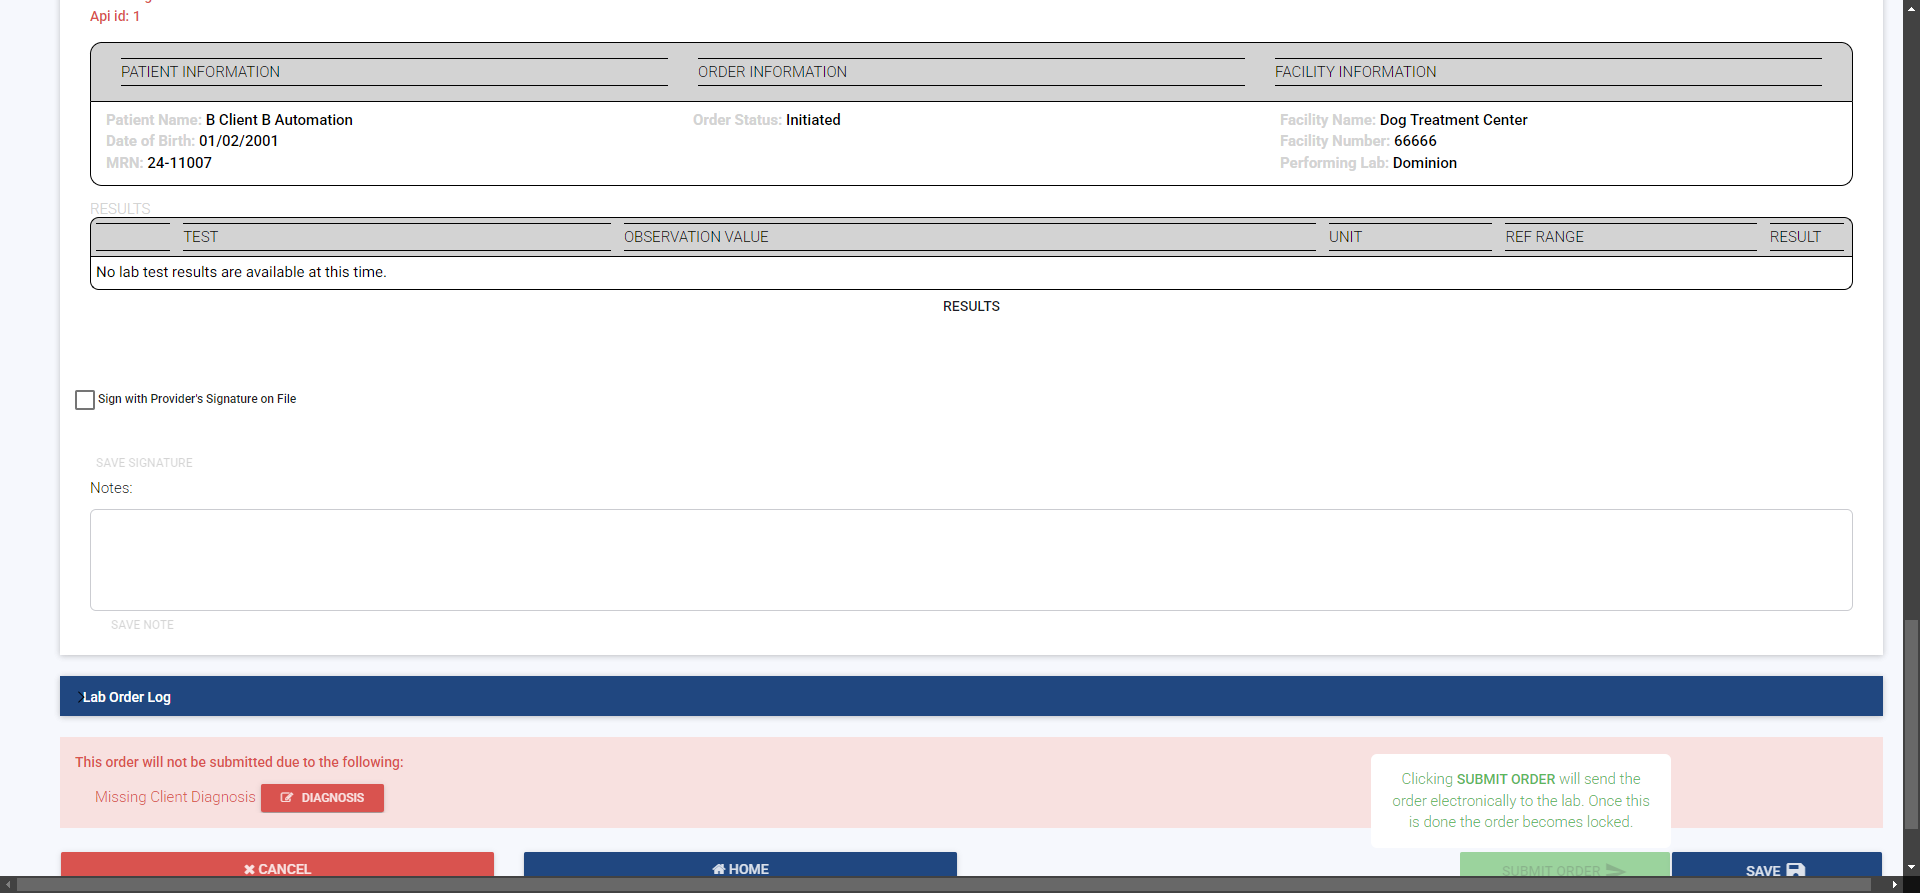 Api id: 1
PATIENT INFORMATION
ORDER INFORMATION
FACILITY INFORMATION
Patient Name: B Client B Automation
Date of Birth: 01/02/2001
MRN: 24-11007
Order Status: Initiated
Facility Name: Dog Treatment Center
Facility Number: 66666
Performing Lab: Dominion
RESULTS
TEST
OBSERVATION VALUE
UNIT
REF RANGE
RESULT
No lab test results are available at this time.
RESULTS
Sign with Provider's Signature on File
SAVE SIGNATURE
Notes:
SAVE NOTE
Lab Order Log
This order will not be submitted due to the following:
Missing Client Diagnosis
DIAGNOSIS
Clicking SUBMIT ORDER will send the
order electronically to the lab. Once this
is done the order becomes locked.
CANCEL
HOME
SUBMIT ORDER
SAVE